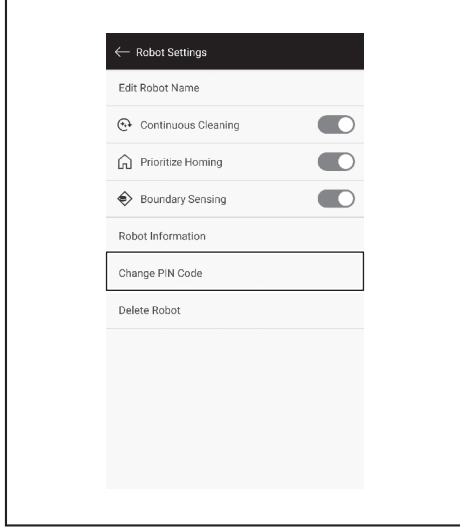 Robot Settings
Edit Robot Name
Continuous Cleaning
Prioritize Homing
Boundary Sensing
Robot Information
Change PIN Code
Delete Robot